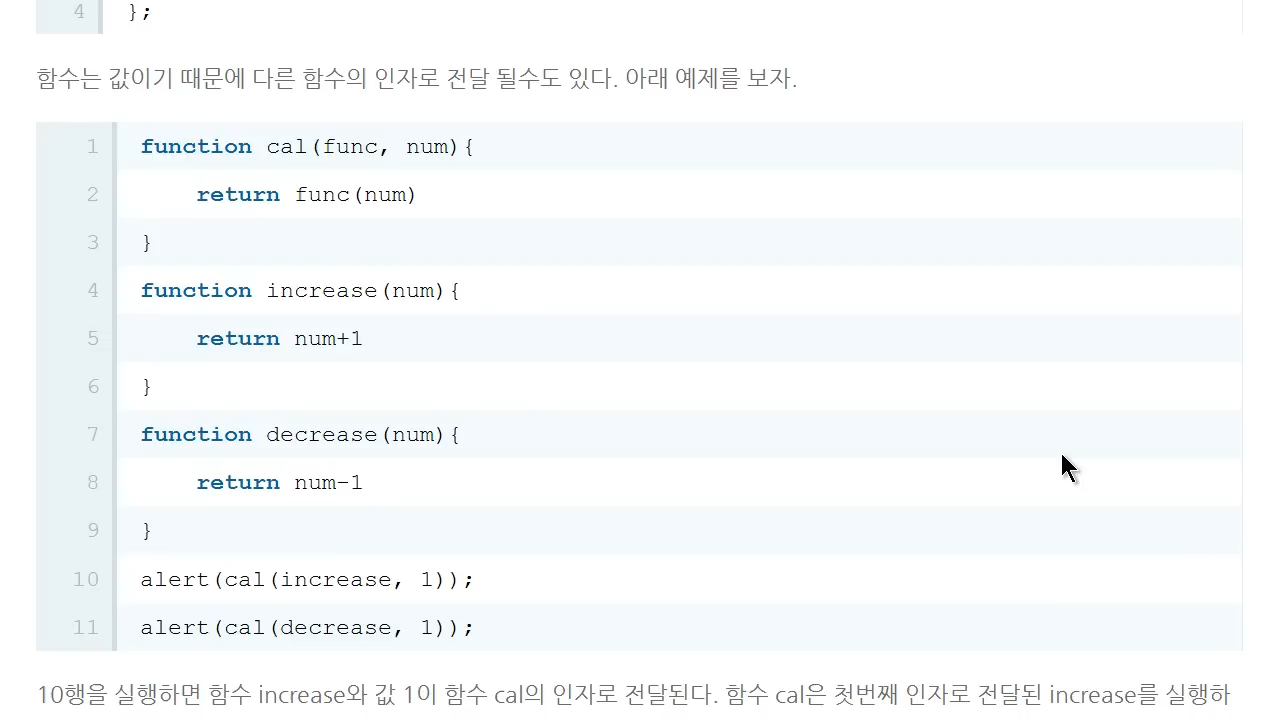 4 };
함수는 값이기 때문에 다른 함수의 인자로 전달 될수도 있다. 아래 예제를 보자.
1 function cal(func, num){
2 return func(num)
3 }
4 function increase(num){
5 return num+1
6 }
7 function decrease(num){
8 return num-1
9 }
10 alert(cal(increase, 1));
11 alert(cal(decrease, 1));
10행을 실행하면 함수 increase와 값 1이 함수 cal의 인자로 전달된다. 함수 cal은 첫번째 인자로 전달된 increase를 실행하